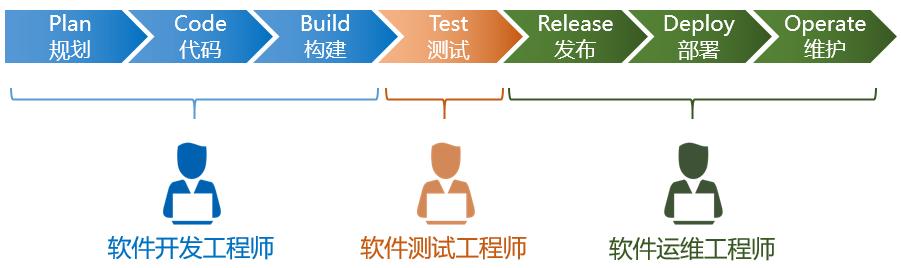 Plan
规划
Code
代码
Build
构建
Test
测试
Release
发布
Deploy
部署
Operate
维护
软件开发工程师
软件测试工程师
软件运维工程师